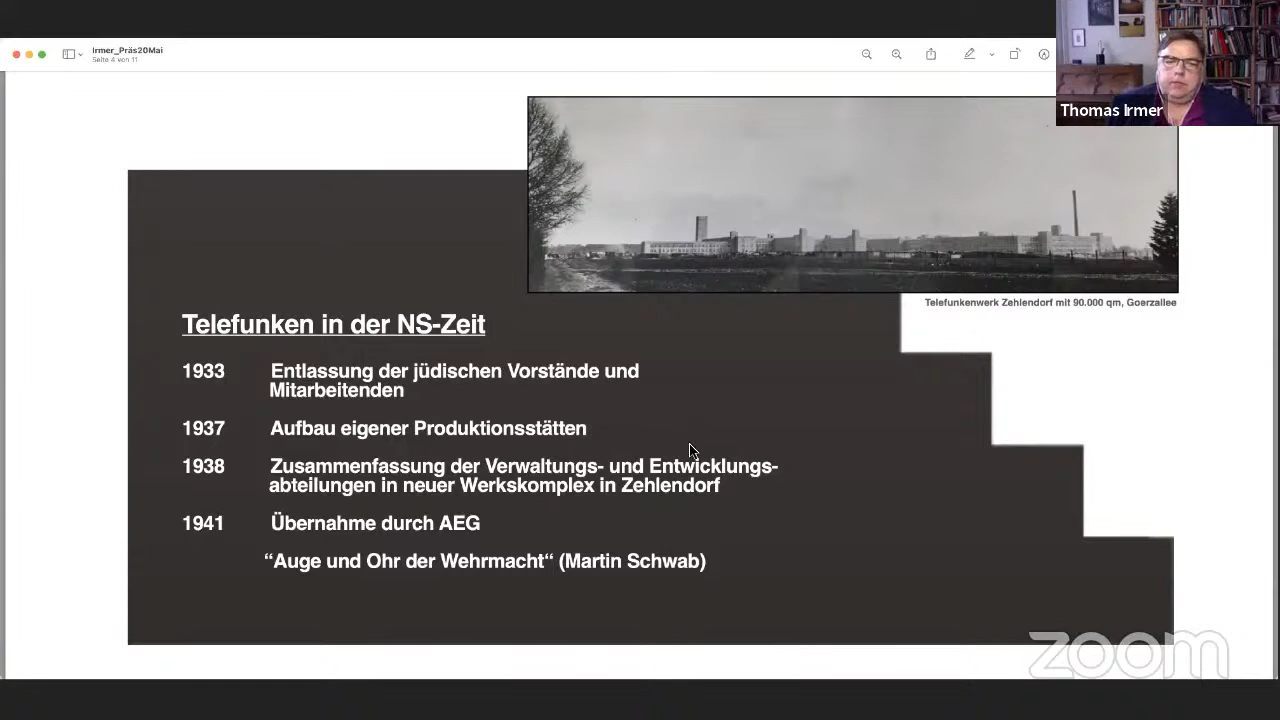 Irmer_Präs20Mai
Seite 4 von 11
Thomas Irmer
Telefunkenwerk Zehlendorf mit 90.000 qm, Goerzallee
Telefunken in der NS-Zeit
1933 Entlassung der jüdischen Vorstände und
Mitarbeitenden
1937 Aufbau eigener Produktionsstätten
1938 Zusammenfassung der Verwaltungs- und Entwicklungs-
abteilungen in neuer Werkskomplex in Zehlendorf
1941 Übernahme durch AEG
“Auge und Ohr der Wehrmacht“ (Martin Schwab)
zoom